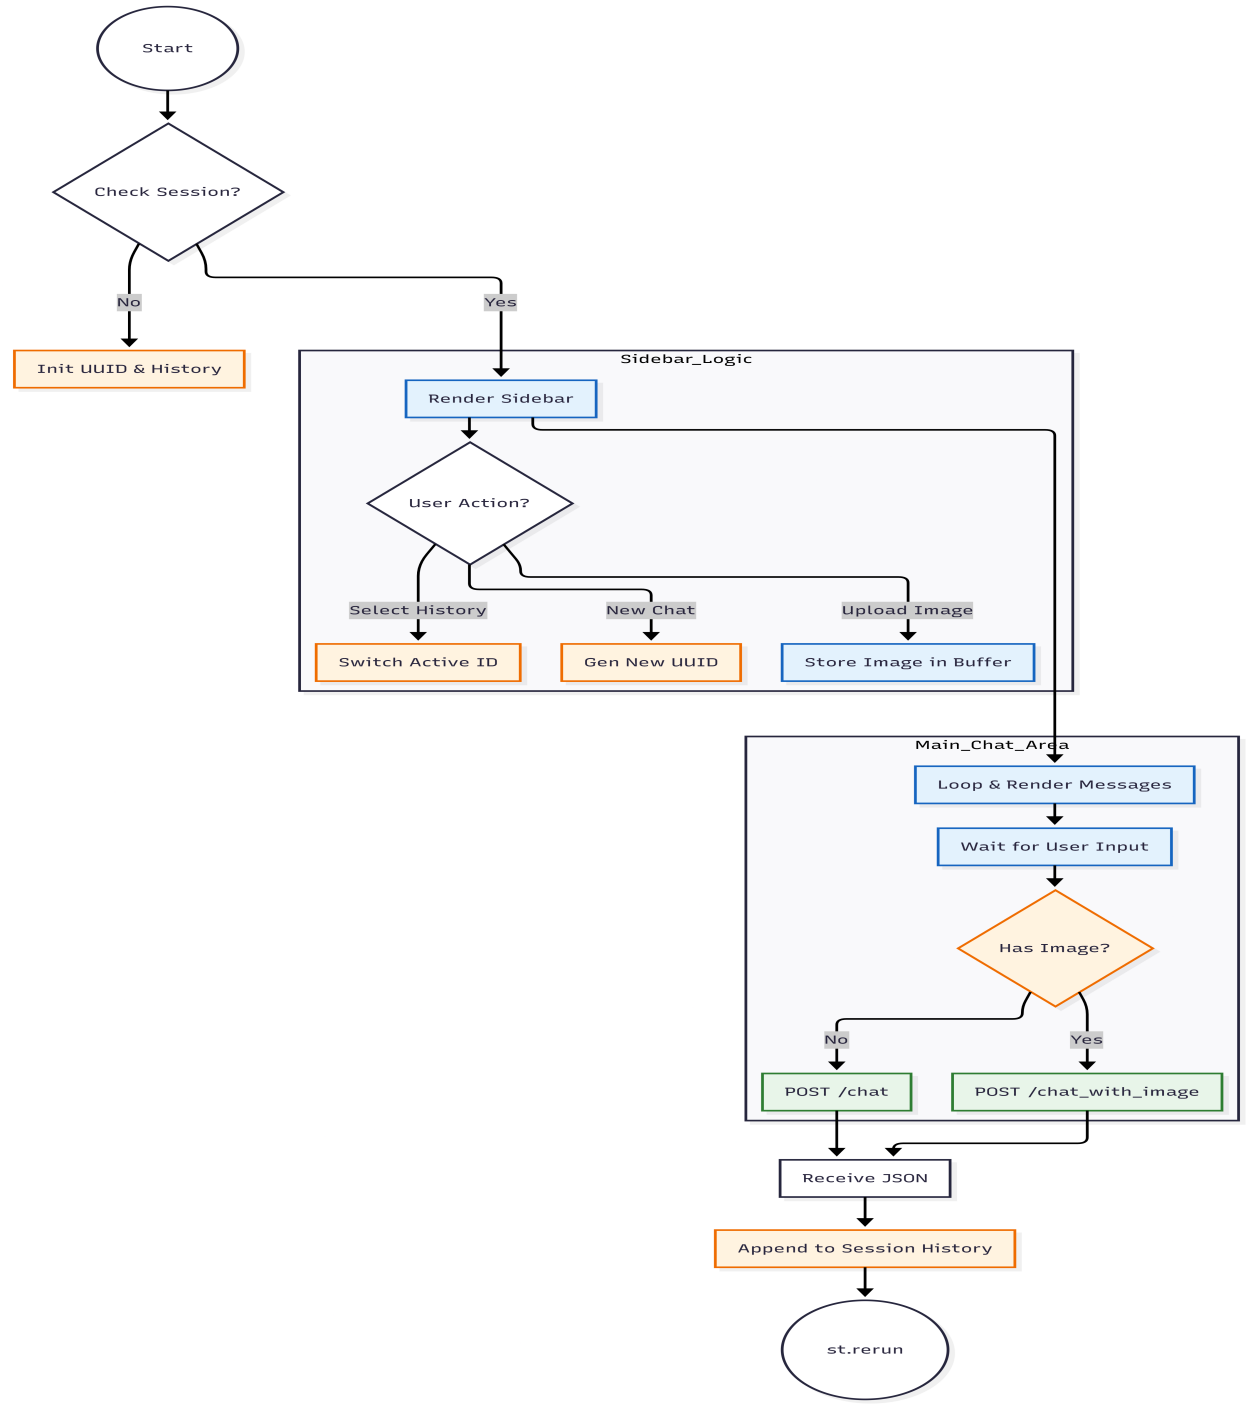 Start
Check Session?
No
Yes
Init UUID & History
Sidebar_Logic
Render Sidebar
User Action?
Select History
New Chat
Upload Image
Switch Active ID
Gen New UUID
Store Image in Buffer
Main_Chat_Area
Loop & Render Messages
Wait for User Input
Has Image?
No
Yes
POST /chat
POST /chat_with_image
Receive JSON
Append to Session History
st.rerun